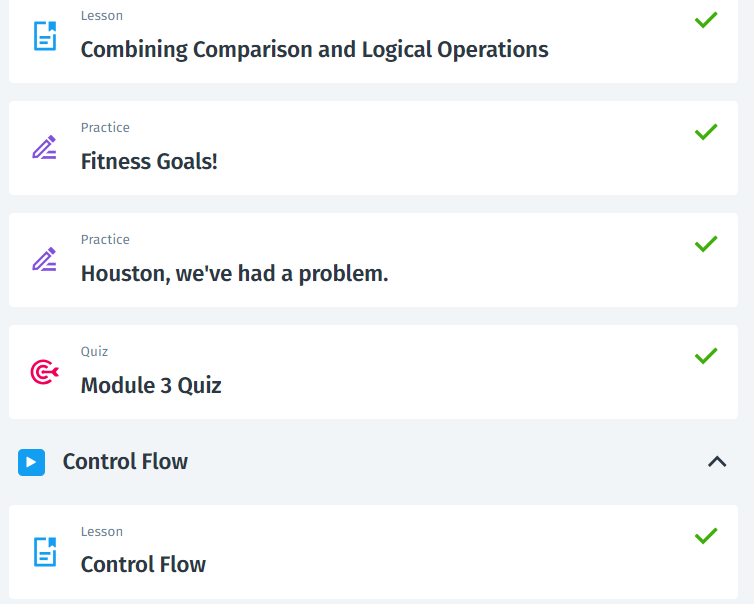 Lesson
Combining Comparison and Logical Operations
Practice
Fitness Goals!
Practice
Houston, we've had a problem.
Quiz
Module 3 Quiz
Control Flow
Lesson
Control Flow